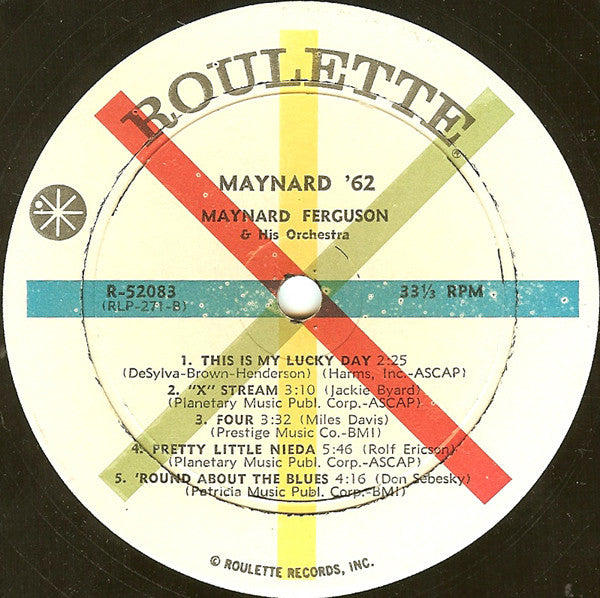 ROULETTE®
MAYNARD '62
MAYNARD FERGUSON
& His Orchestra
R-52083
(RLP-271-B)
33⅓ RPM
1. THIS IS MY LUCKY DAY 2:25
(DeSylva-Brown-Henderson) (Harms, Inc.-ASCAP)
2. "X" STREAM 3:10 (Jackie Byard)
(Planetary Music Publ. Corp.-ASCAP)
3. FOUR 3:32 (Miles Davis)
(Prestige Music Co.-BMI)
4. PRETTY LITTLE NIEDA 5:46 (Rolf Ericson)
(Planetary Music Publ. Corp.-ASCAP)
5. 'ROUND ABOUT THE BLUES 4:16 (Don Sebesky)
(Patricia Music Publ. Corp.-BMI)
© ROULETTE RECORDS, INC.